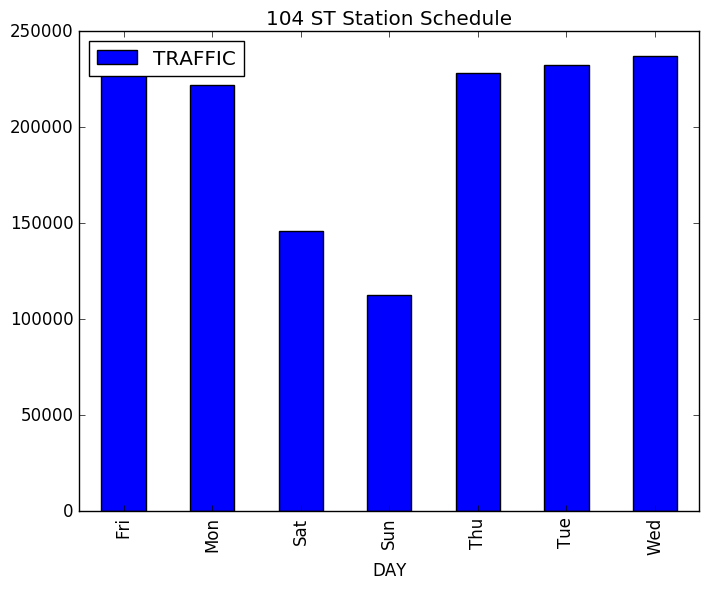 104 ST Station Schedule
TRAFFIC
250000
200000
150000
100000
50000
0
Fri
Mon
Sat
Sun
Thu
Tue
Wed
DAY